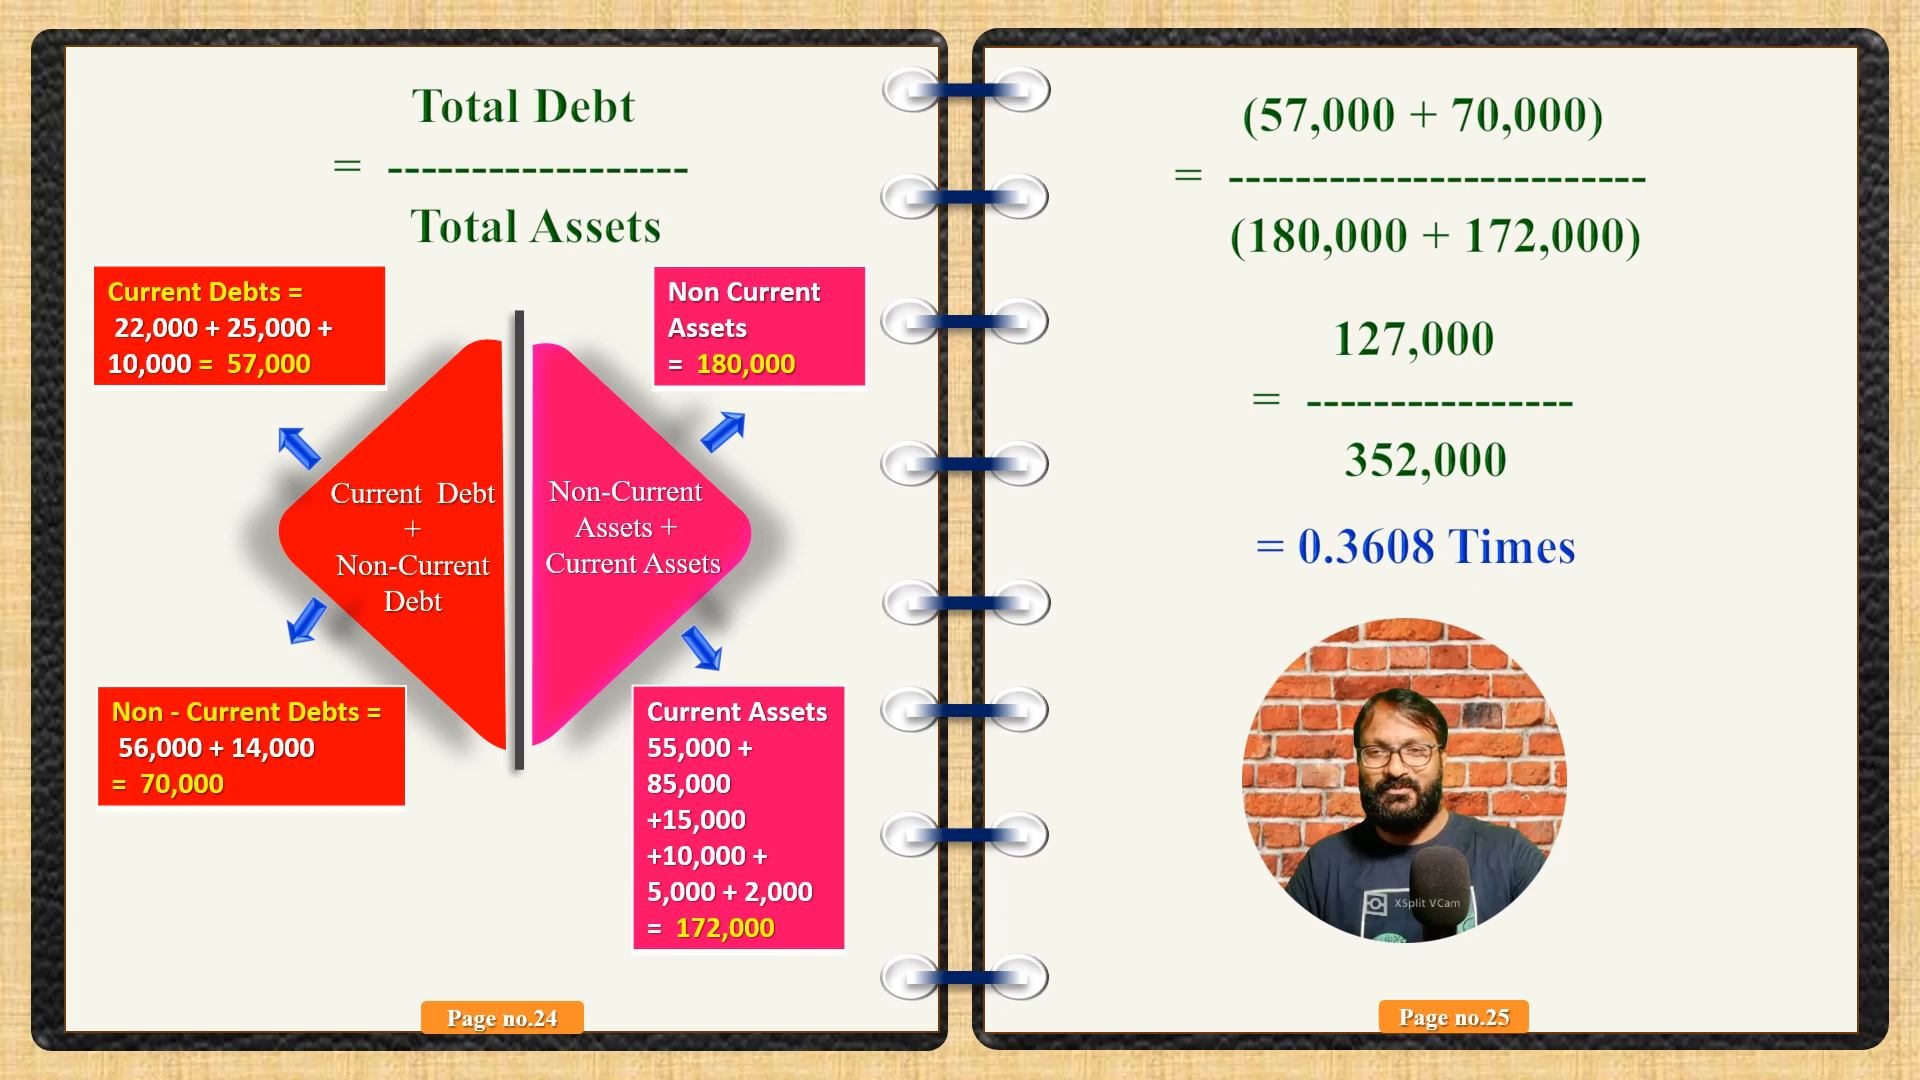 Total Debt
= -----------------
Total Assets
Current Debts =
22,000 + 25,000 +
10,000 = 57,000
Non Current
Assets
= 180,000
Current Debt
+
Non-Current
Debt
Non-Current
Assets +
Current Assets
Non - Current Debts =
56,000 + 14,000
= 70,000
Current Assets
55,000 +
85,000
+15,000
+10,000 +
5,000 + 2,000
= 172,000
Page no.24
(57,000 + 70,000)
= ------------------------
(180,000 + 172,000)
127,000
= ---------------
352,000
= 0.3608 Times
XSplit VCam
Page no.25